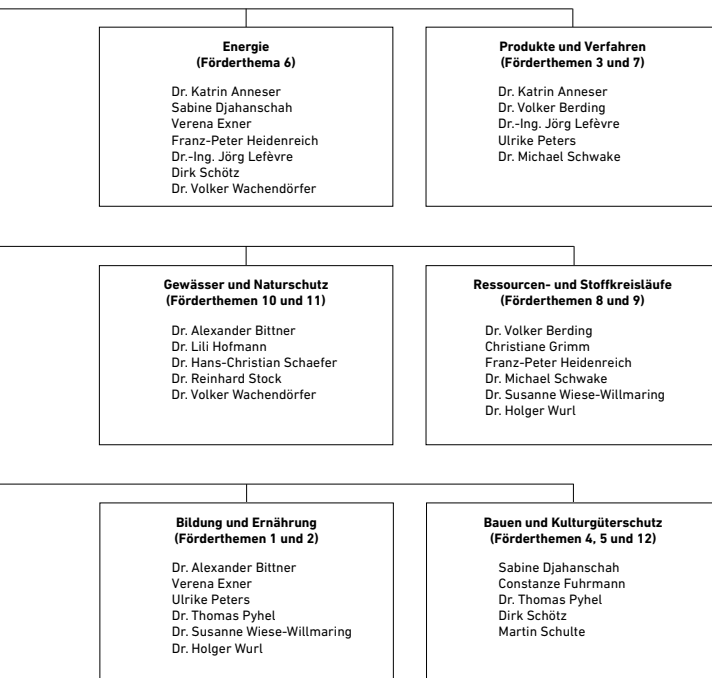 Energie
(Förderthema 6)
Dr. Katrin Anneser
Sabine Djahanschah
Verena Exner
Franz-Peter Heidenreich
Dr.-Ing. Jörg Lefèvre
Dirk Schötz
Dr. Volker Wachendörfer
Produkte und Verfahren
(Förderthemen 3 und 7)
Dr. Katrin Anneser
Dr. Volker Berding
Dr.-Ing. Jörg Lefèvre
Ulrike Peters
Dr. Michael Schwake
Gewässer und Naturschutz
(Förderthemen 10 und 11)
Dr. Alexander Bittner
Dr. Lili Hofmann
Dr. Hans-Christian Schaefer
Dr. Reinhard Stock
Dr. Volker Wachendörfer
Ressourcen- und Stoffkreisläufe
(Förderthemen 8 und 9)
Dr. Volker Berding
Christiane Grimm
Franz-Peter Heidenreich
Dr. Michael Schwake
Dr. Susanne Wiese-Willmaring
Dr. Holger Wurl
Bildung und Ernährung
(Förderthemen 1 und 2)
Dr. Alexander Bittner
Verena Exner
Ulrike Peters
Dr. Thomas Pyhel
Dr. Susanne Wiese-Willmaring
Dr. Holger Wurl
Bauen und Kulturgüterschutz
(Förderthemen 4, 5 und 12)
Sabine Djahanschah
Constanze Fuhrmann
Dr. Thomas Pyhel
Dirk Schötz
Martin Schulte